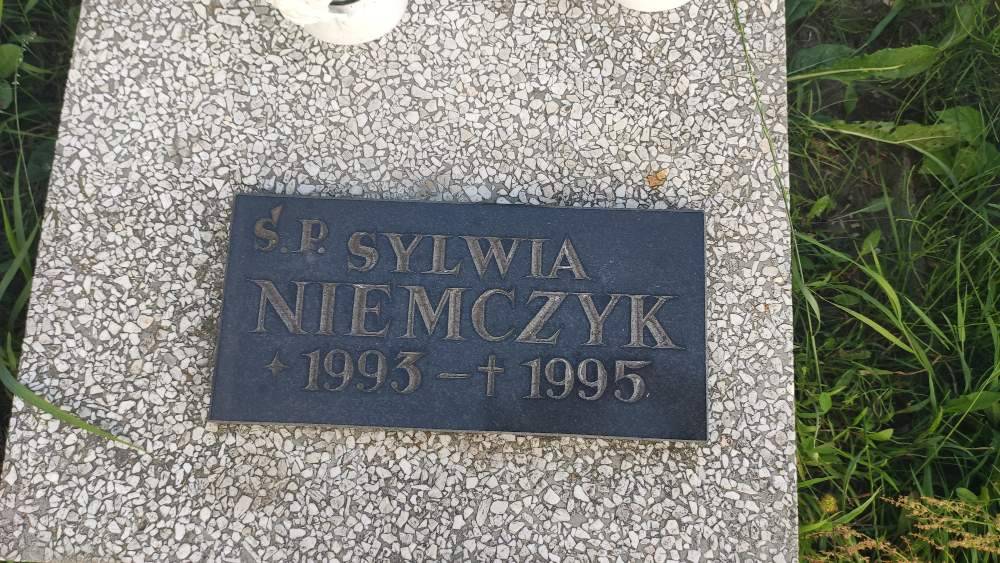 Ś.P. SYLWIA
NIEMCZYK
✦ 1993 – † 1995